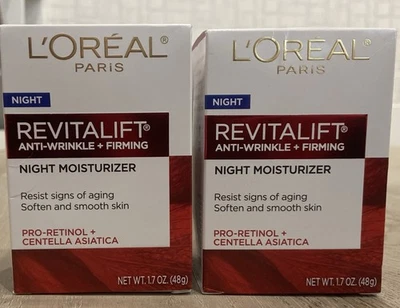 L'ORÉAL®
PARIS
NIGHT
REVITALIFT®
ANTI-WRINKLE + FIRMING
NIGHT MOISTURIZER
Resist signs of aging
Soften and smooth skin
PRO-RETINOL +
CENTELLA ASIATICA
NET WT. 1.7 OZ. (48g)
L'ORÉAL®
PARIS
NIGHT
REVITALIFT®
ANTI-WRINKLE + FIRMING
NIGHT MOISTURIZER
Resist signs of aging
Soften and smooth skin
PRO-RETINOL +
CENTELLA ASIATICA
NET WT. 1.7 OZ. (48g)